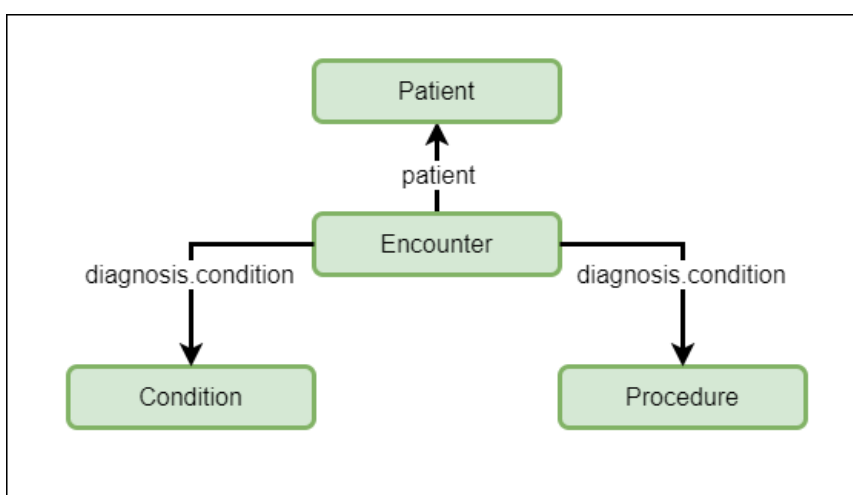 Patient
patient
Encounter
diagnosis.condition
diagnosis.condition
Condition
Procedure